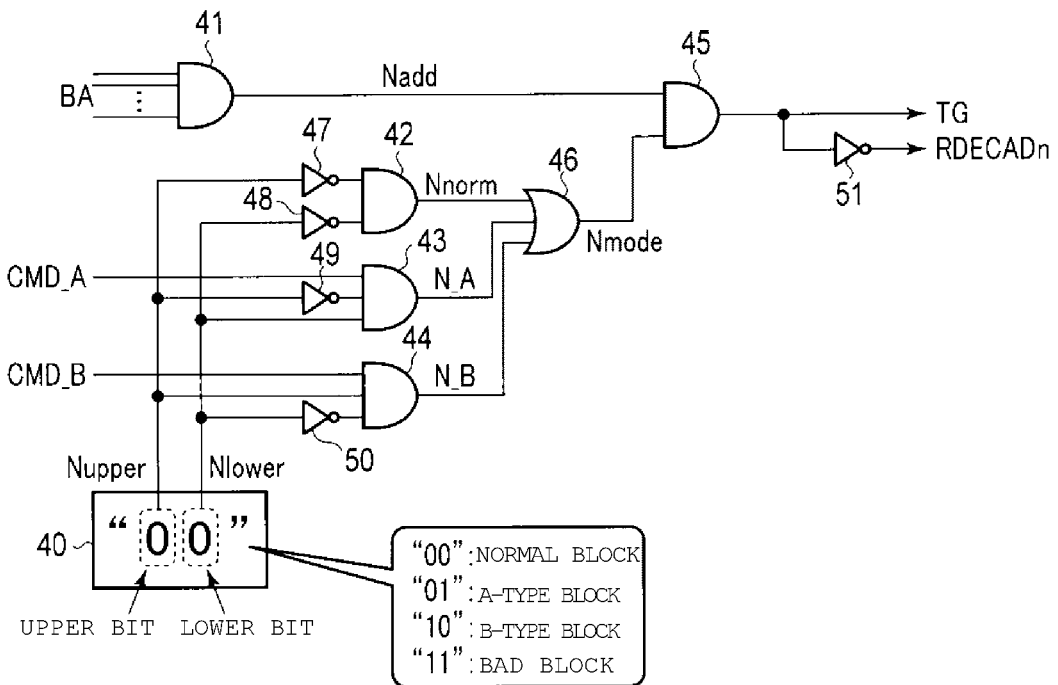 41
45
BA
Nadd
TG
47
42
RDECADn
51
48
Nnorm
46
43
CMD_A
49
N_A
Nmode
44
CMD_B
N_B
50
Nupper
Nlower
40
“00”
UPPER BIT
LOWER BIT
“00”:NORMAL BLOCK
“01”:A-TYPE BLOCK
“10”:B-TYPE BLOCK
“11”:BAD BLOCK